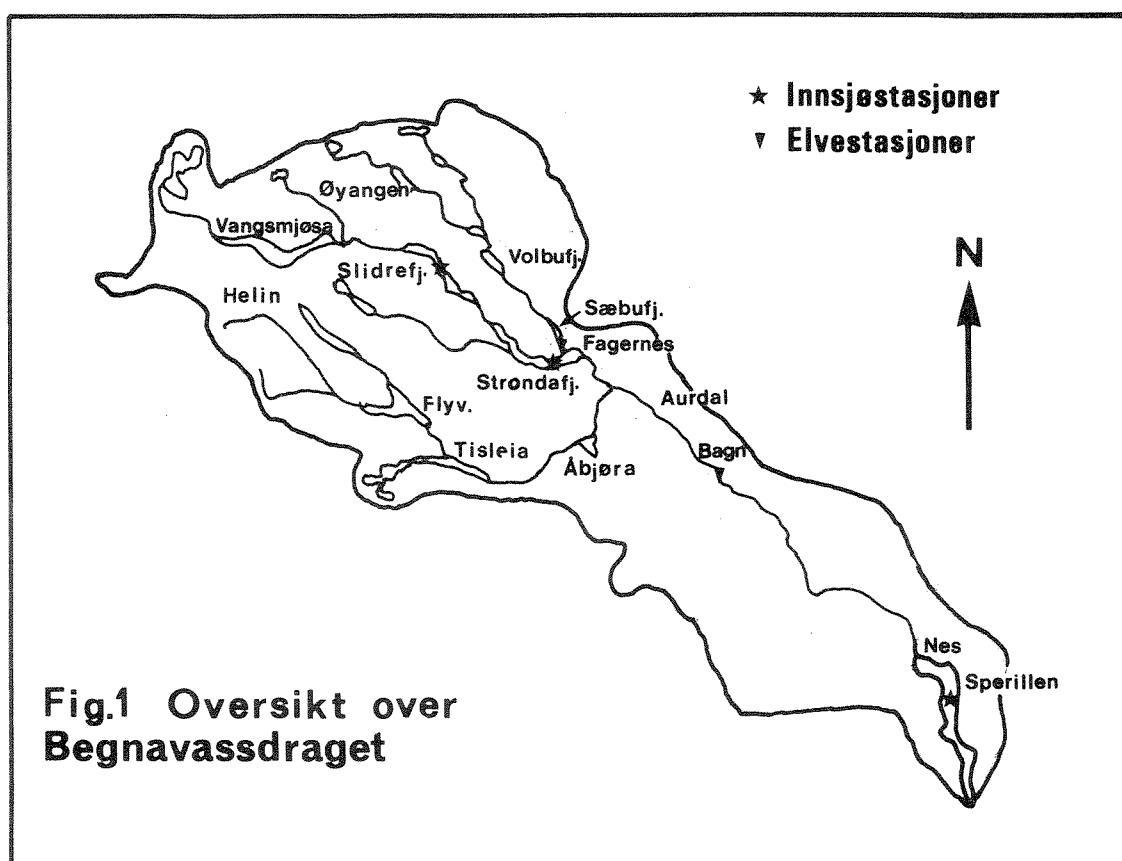 ★ Innsjøstasjoner
▼ Elvestasjoner
Øyangen
Vangsmjøsa
Volbufj.
N
Slidrefj.
Helin
Sæbufj.
Fagernes
Strøndafj.
Aurdal
Flyv.
Bagn
Tisleia
Åbjøra
Nes
Sperillen
Fig.1 Oversikt over
Begnavassdraget